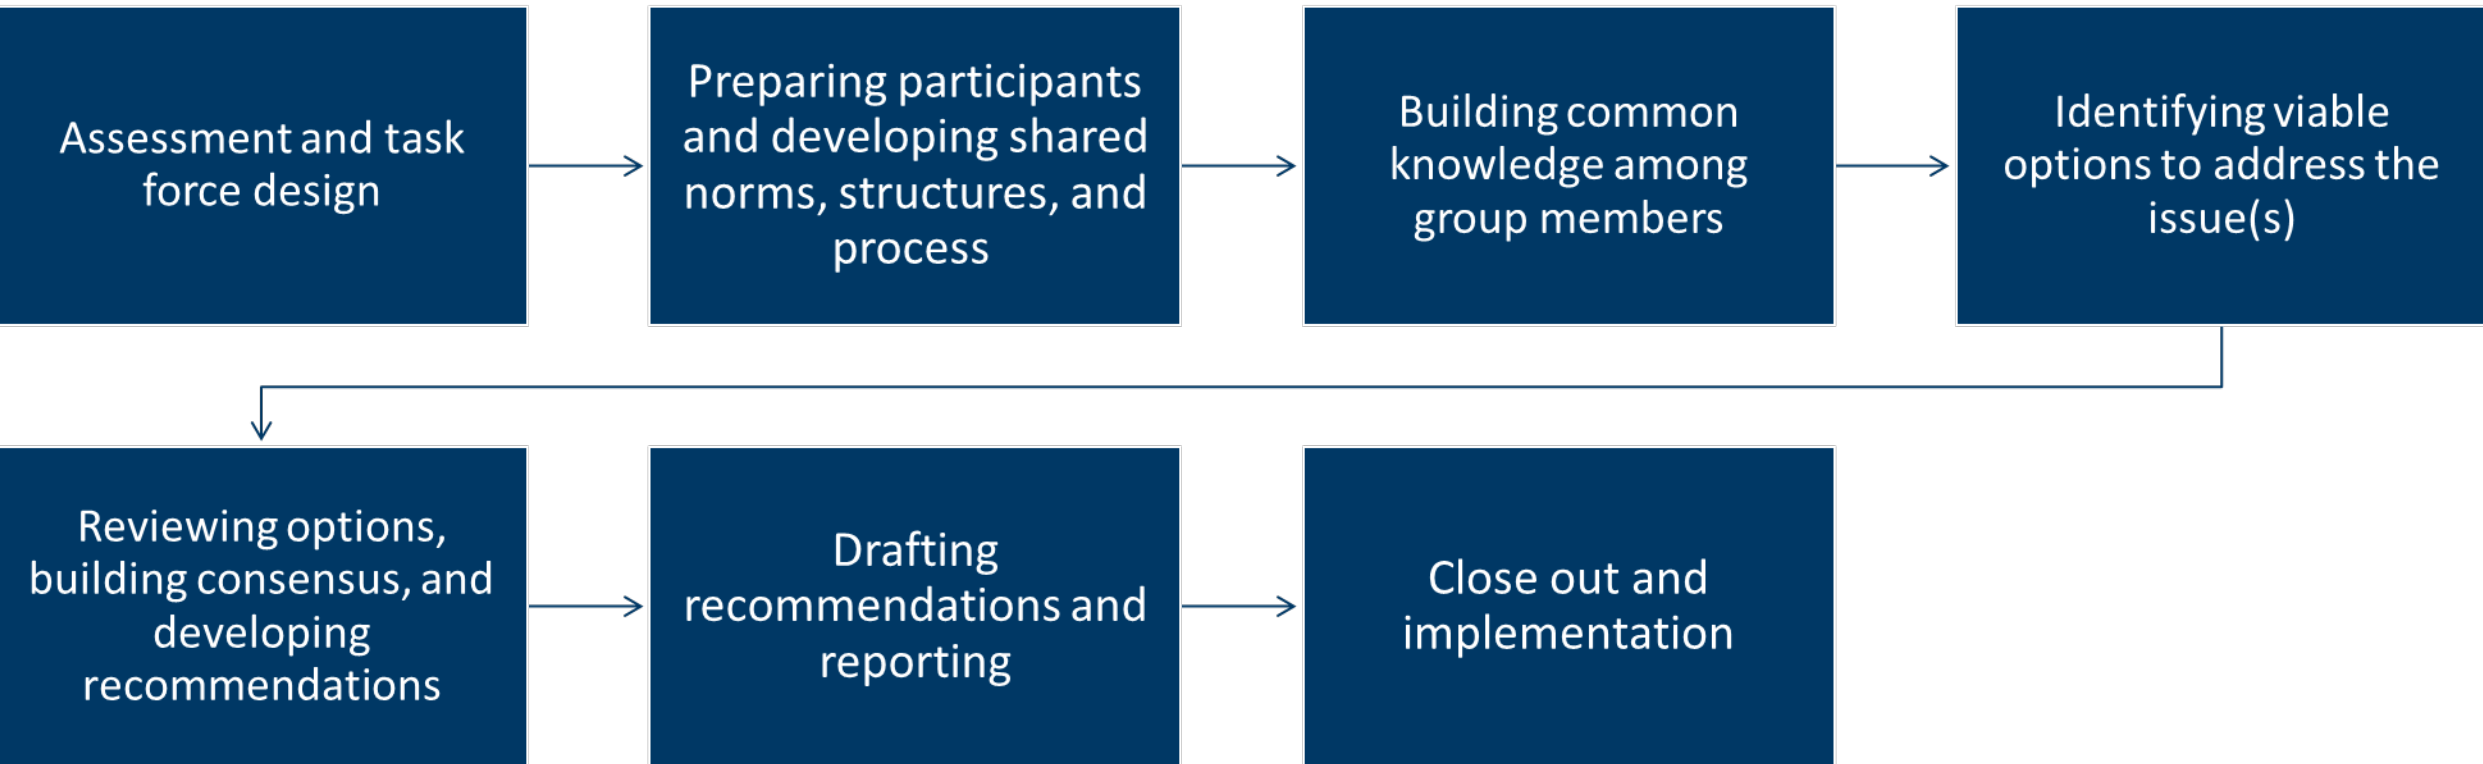 Assessment and task
force design
Preparing participants
and developing shared
norms, structures, and
process
Building common
knowledge among
group members
Identifying viable
options to address the
issue(s)
Reviewing options,
building consensus, and
developing
recommendations
Drafting
recommendations and
reporting
Close out and
implementation